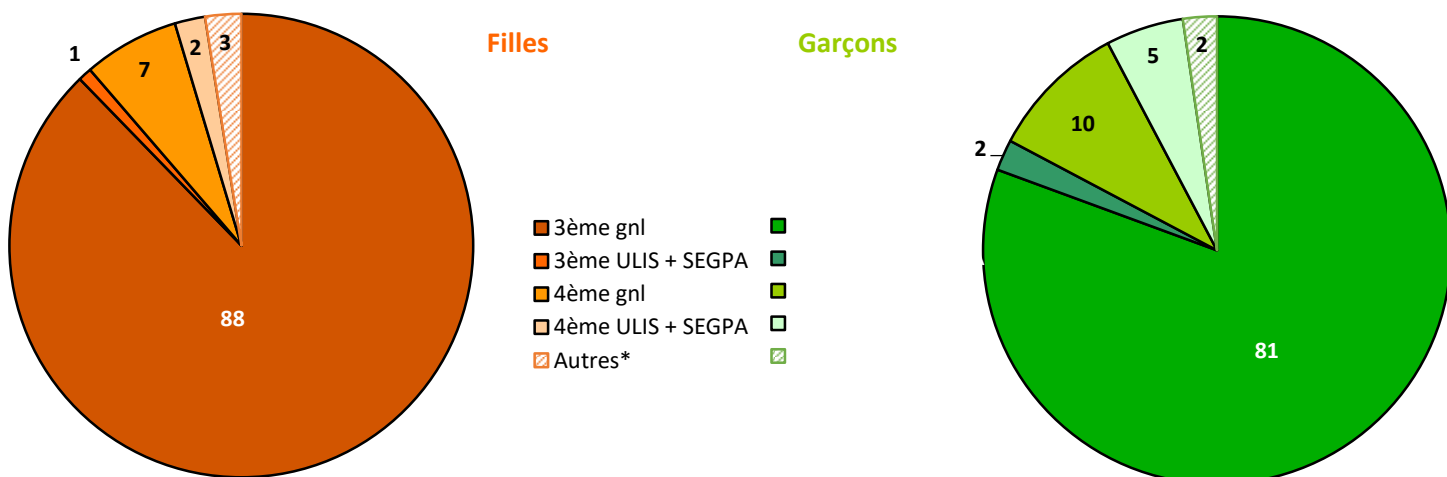 Filles
Garçons
1
7
2
3
88
3ème gnl
3ème ULIS + SEGPA
4ème gnl
4ème ULIS + SEGPA
Autres*
2
10
5
2
81